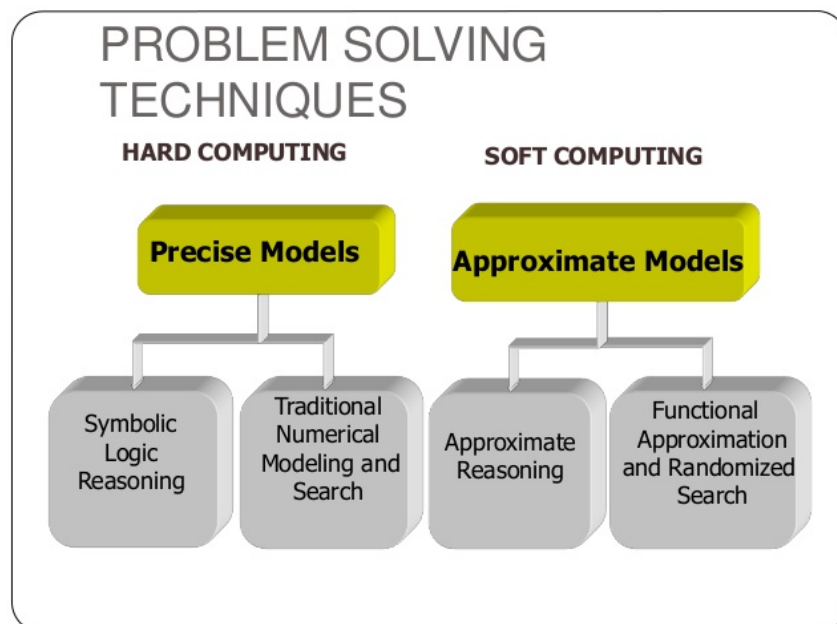 PROBLEM SOLVING
TECHNIQUES
HARD COMPUTING
SOFT COMPUTING
Precise Models
Approximate Models
Symbolic
Logic
Reasoning
Traditional
Numerical
Modeling and
Search
Approximate
Reasoning
Functional
Approximation
and Randomized
Search